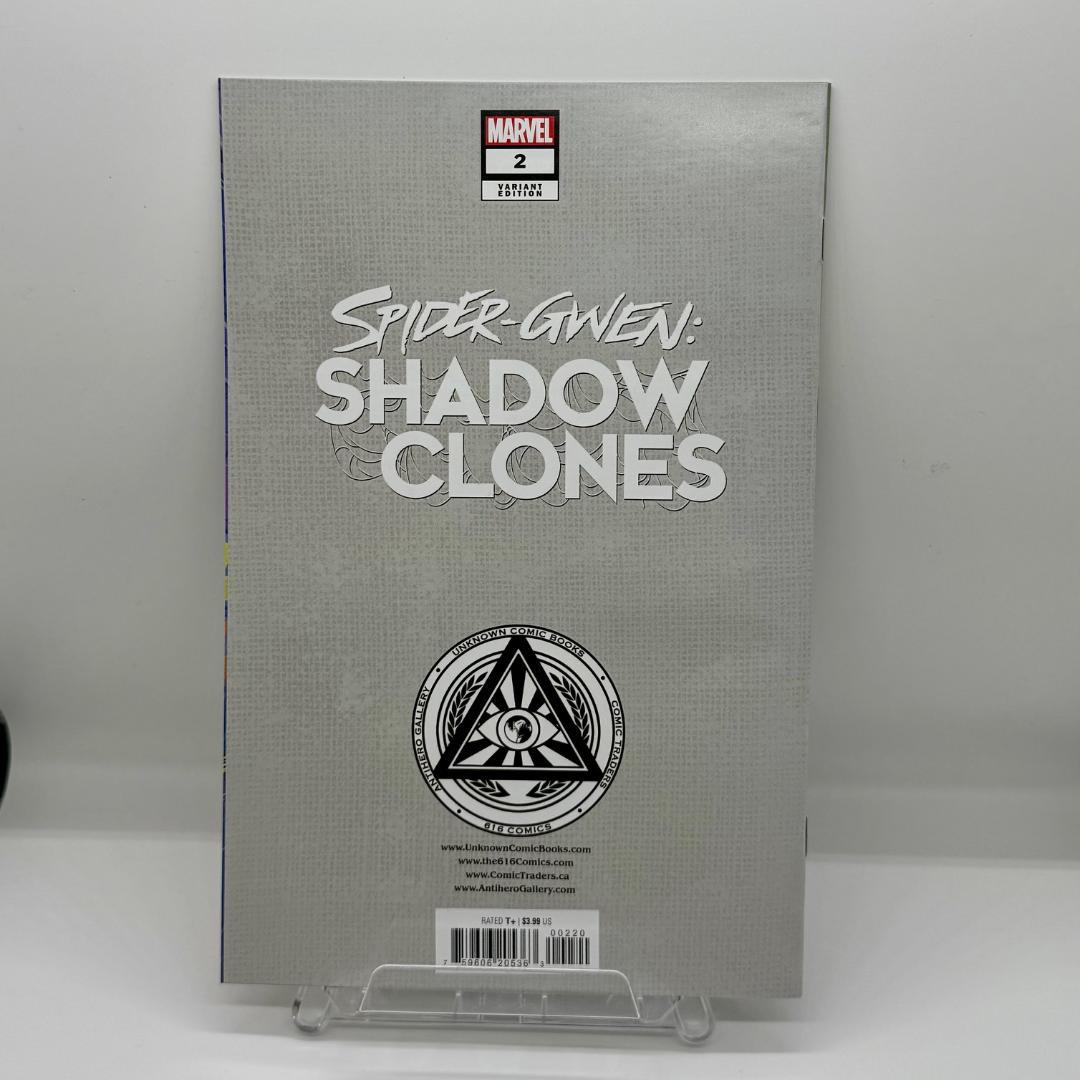 MARVEL
2
VARIANT
EDITION
SPIDER-GWEN:
SHADOW
CLONES
UNKNOWN COMIC BOOKS
ANTIHERO GALLERY
COMIC TRADERS
616 COMICS
www.UnknownComicBooks.com
www.the616Comics.com
www.ComicTraders.ca
www.AntiheroGallery.com
RATED T+ | $3.99 US
00220
7 59606 20536 3